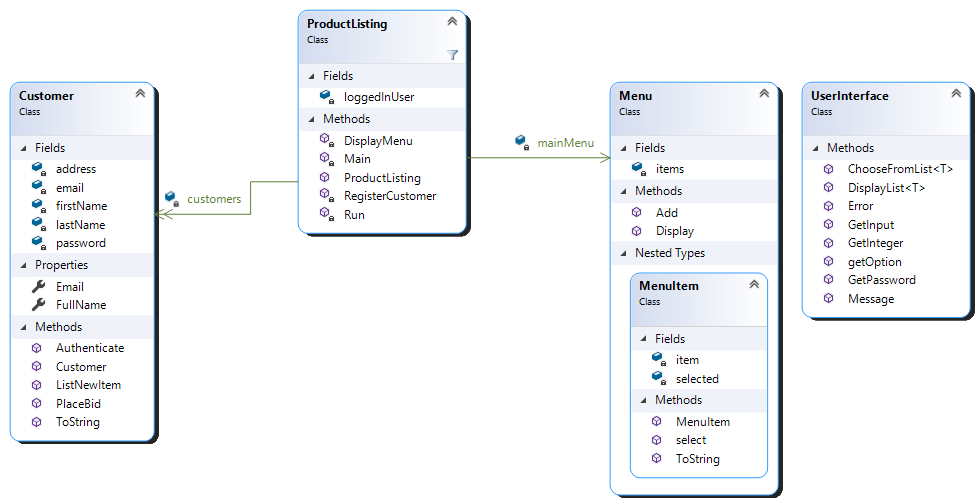 Customer
Class
Fields
address
email
firstName
lastName
password
Properties
Email
FullName
Methods
Authenticate
Customer
ListNewItem
PlaceBid
ToString
customers
ProductListing
Class
Fields
loggedInUser
Methods
DisplayMenu
Main
ProductListing
RegisterCustomer
Run
mainMenu
Menu
Class
Fields
items
Methods
Add
Display
Nested Types
MenuItem
Class
Fields
item
selected
Methods
MenuItem
select
ToString
UserInterface
Class
Methods
ChooseFromList<T>
DisplayList<T>
Error
GetInput
GetInteger
getOption
GetPassword
Message